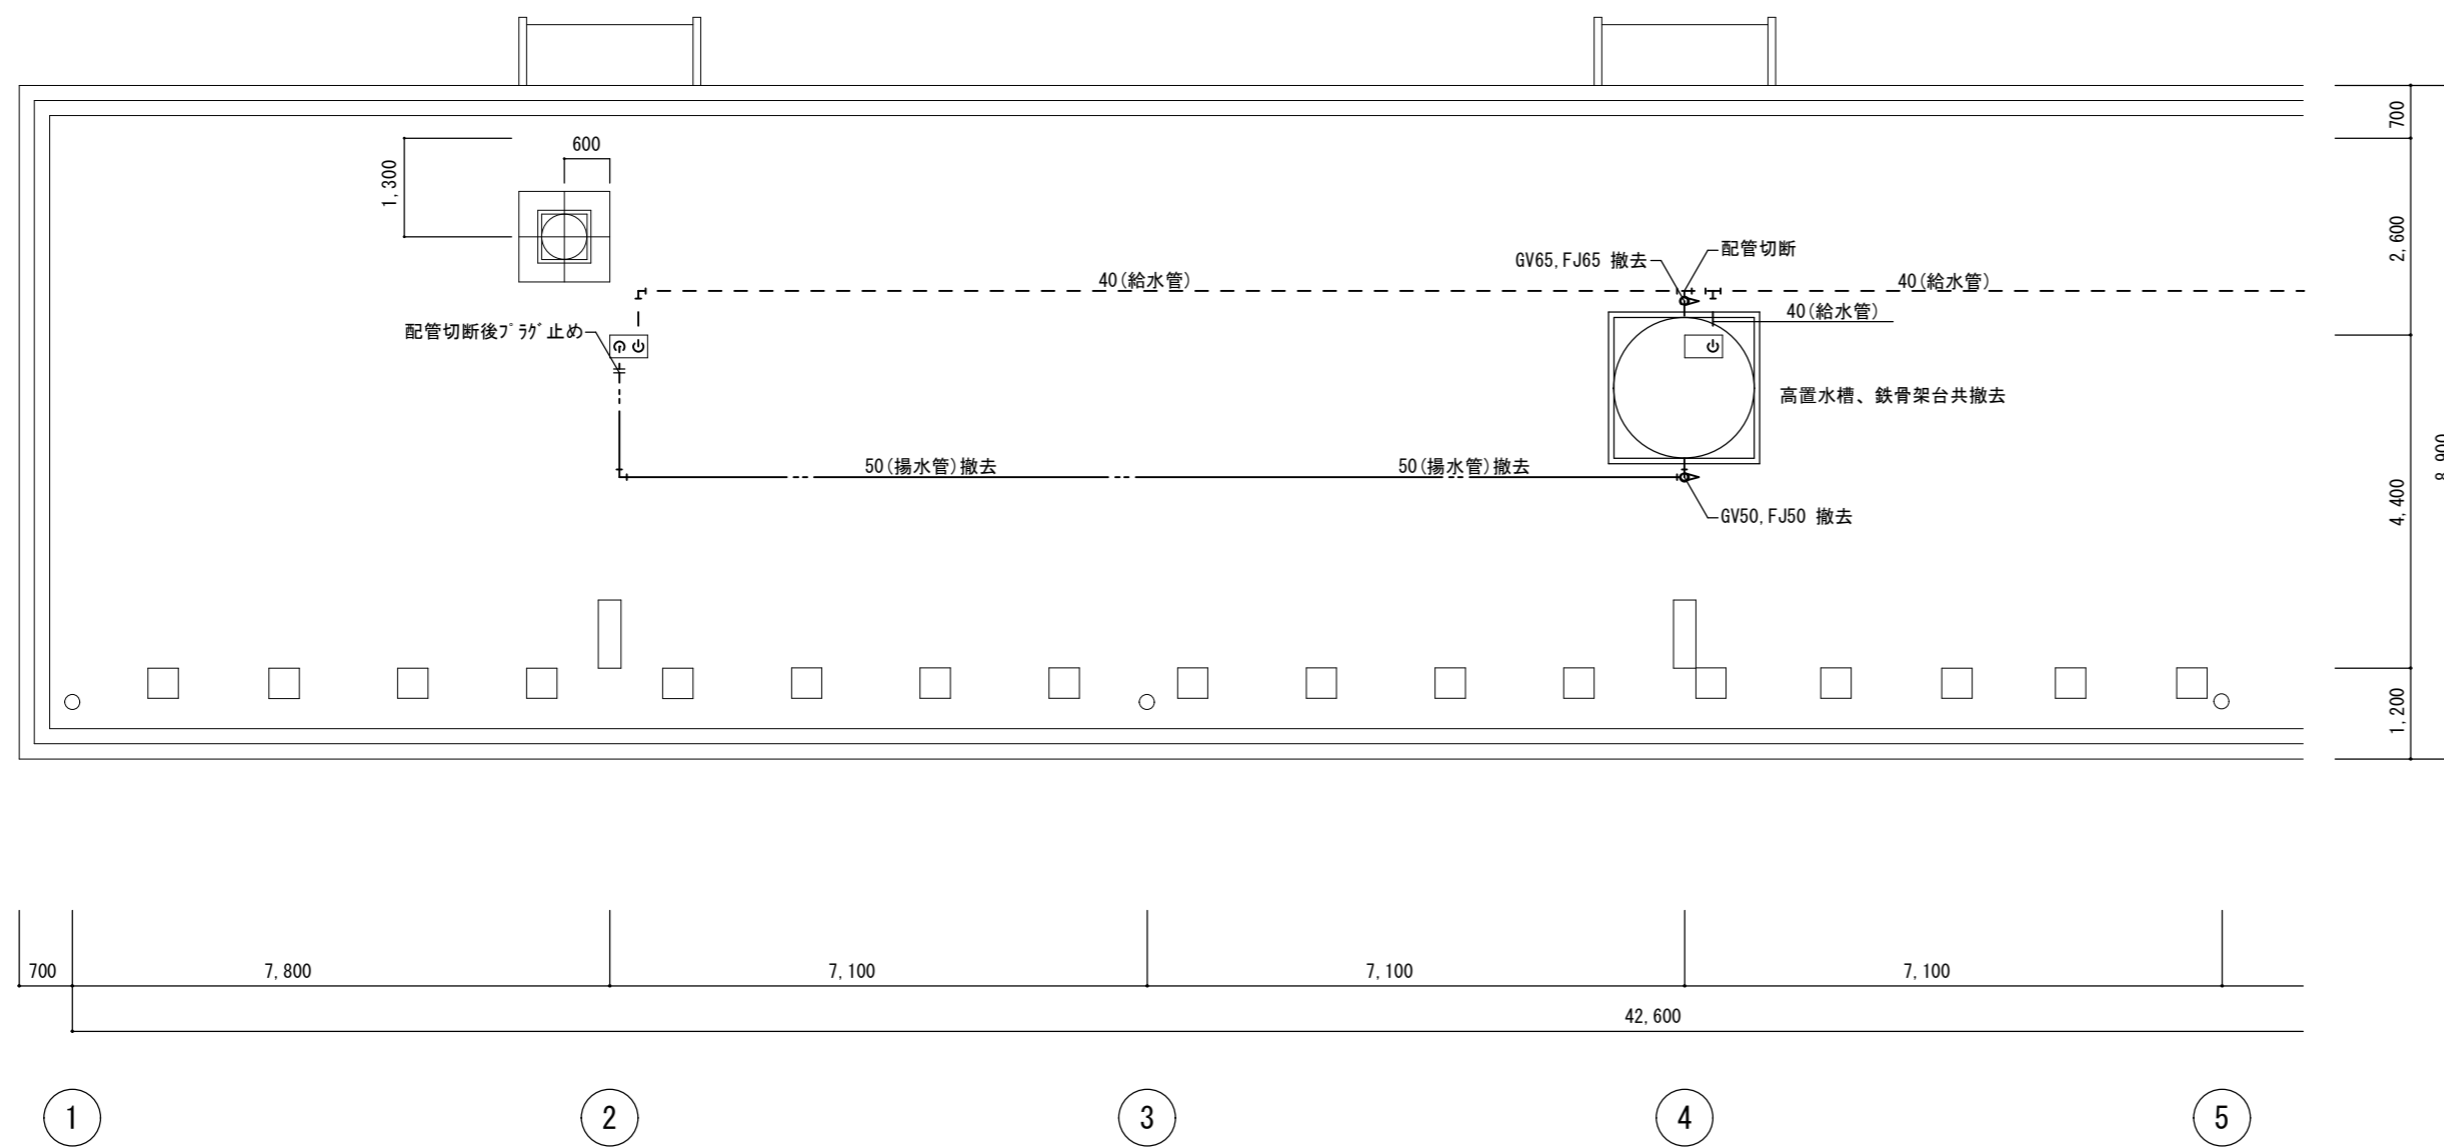 600
1,300
700
2,600
4,400
1,200
8,900
GV65,FJ65 撤去
配管切断
40(給水管)
40(給水管)
40(給水管)
配管切断後ﾌﾟﾗｸﾞ止め
高置水槽、鉄骨架台共撤去
50(揚水管)撤去
50(揚水管)撤去
GV50,FJ50 撤去
700
7,800
7,100
7,100
7,100
42,600
1
2
3
4
5